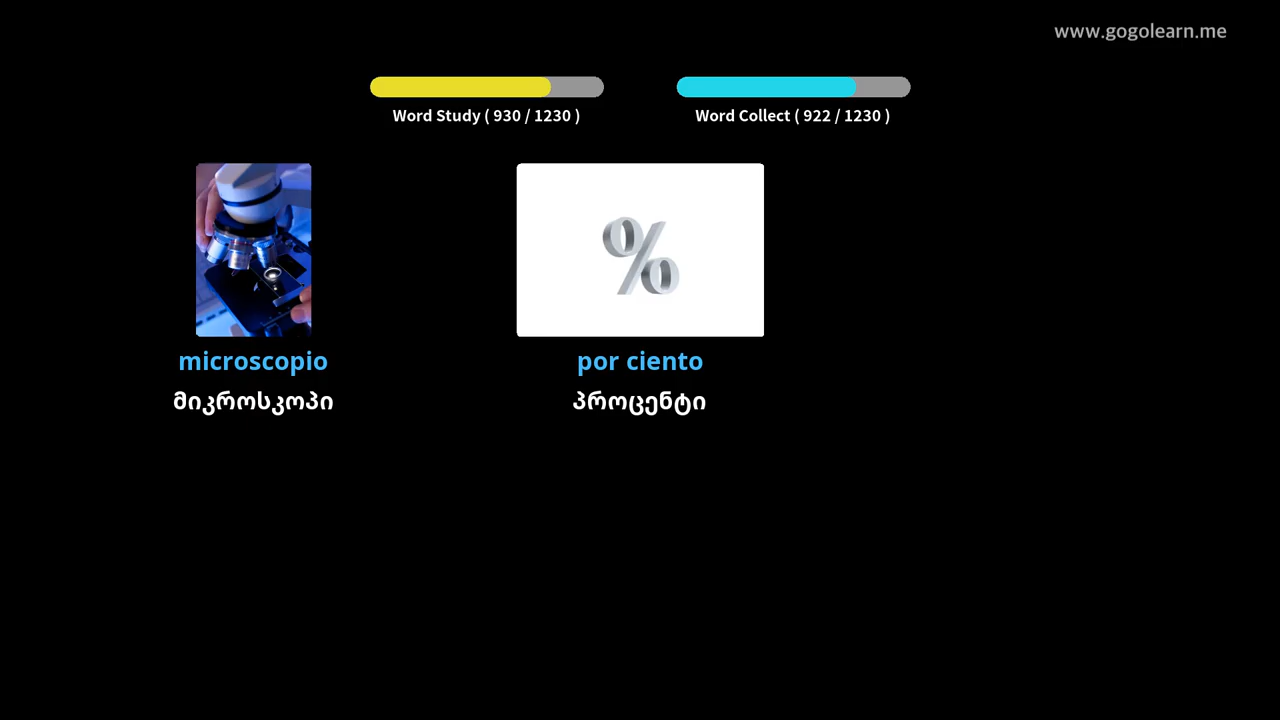 www.gogolearn.me
Word Study ( 930 / 1230 )
Word Collect ( 922 / 1230 )
%
microscopio
por ciento
მიკროსკოპი
პროცენტი